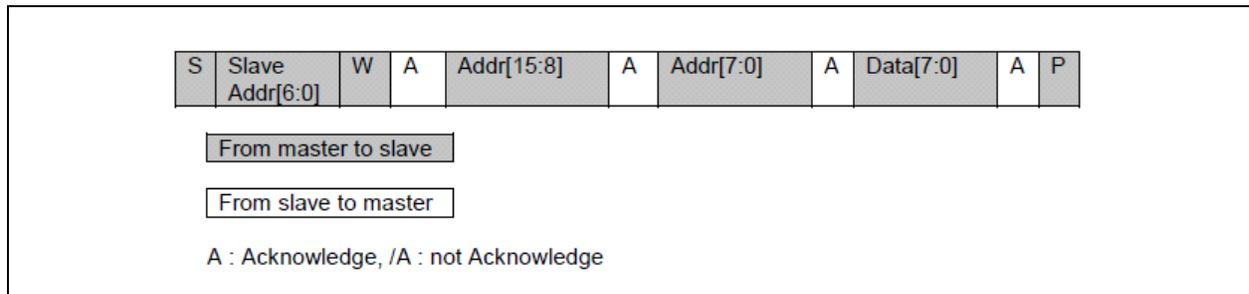 S Slave Addr[6:0] W A Addr[15:8] A Addr[7:0] A Data[7:0] A P
From master to slave
From slave to master
A : Acknowledge, /A : not Acknowledge